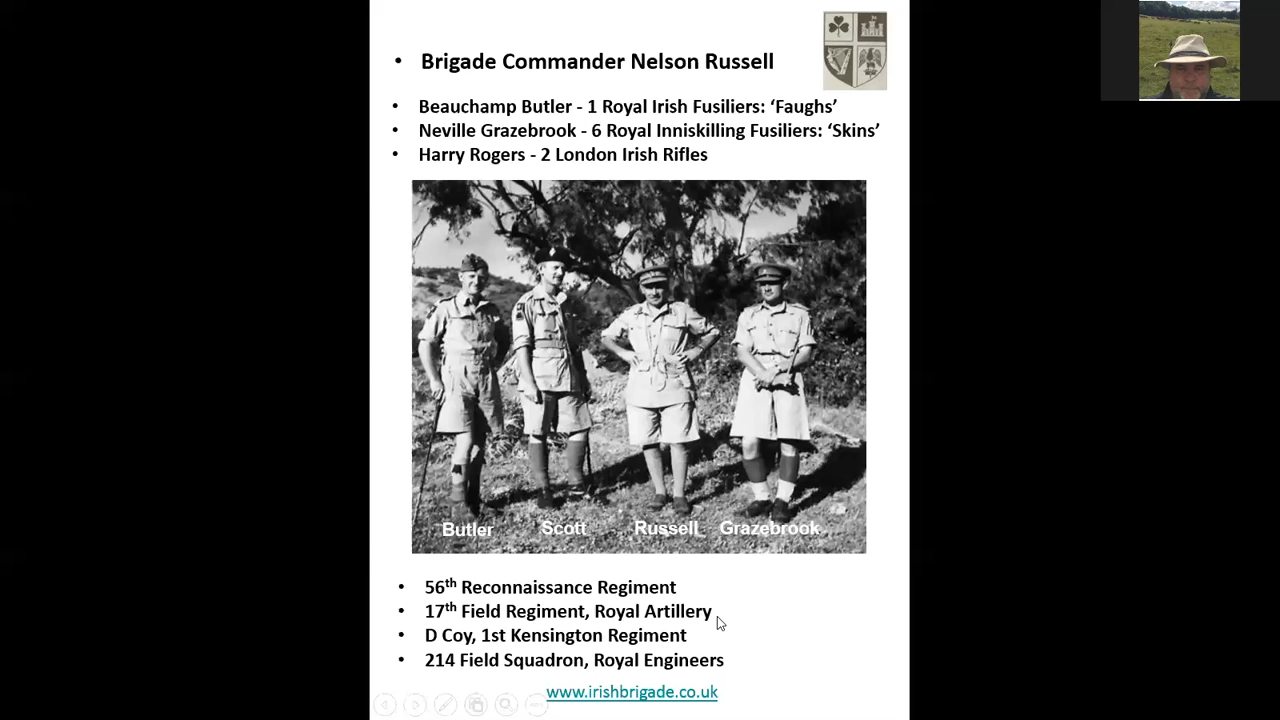 Brigade Commander Nelson Russell
Beauchamp Butler - 1 Royal Irish Fusiliers: ‘Faughs’
Neville Grazebrook - 6 Royal Inniskilling Fusiliers: ‘Skins’
Harry Rogers - 2 London Irish Rifles
Butler Scott Russell Grazebrook
56th Reconnaissance Regiment
17th Field Regiment, Royal Artillery
D Coy, 1st Kensington Regiment
214 Field Squadron, Royal Engineers
www.irishbrigade.co.uk